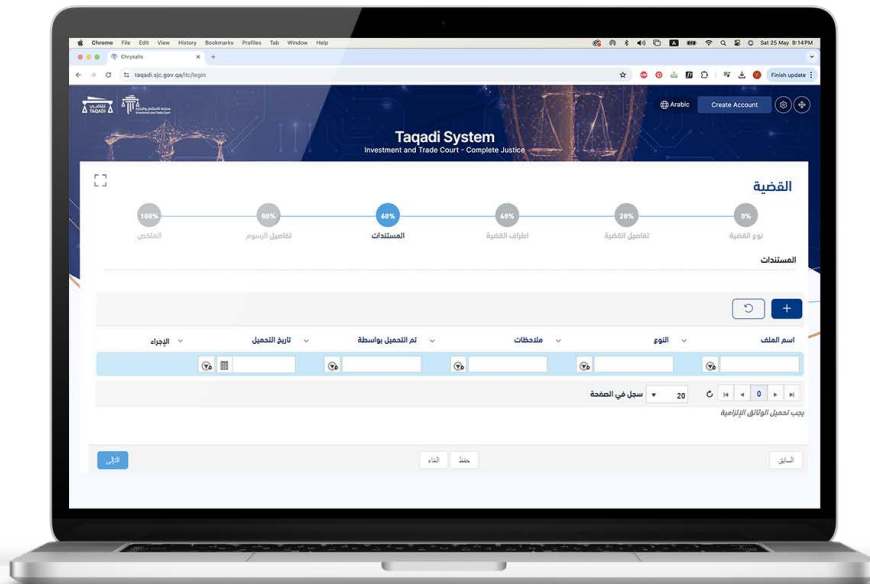 Chrome File Edit View History Bookmarks Profiles Tab Window Help
Sat 25 May 9:14PM
Chrysalis
taqadi.sjc.gov.qa/itc/login
Finish update
TAQADI
Arabic
Create Account
Taqadi System
Investment and Trade Court - Complete Justice
القضية
0%
20%
40%
60%
80%
100%
نوع القضية
تفاصيل القضية
اطراف القضية
المستندات
تفاصيل الرسوم
الملخص
المستندات
اسم الملف
النوع
ملاحظات
تم التحميل بواسطة
تاريخ التحميل
الإجراء
0
20
سجل في الصفحة
يجب تحميل الوثائق الإلزامية
السابق
حفظ
الغاء
التالي